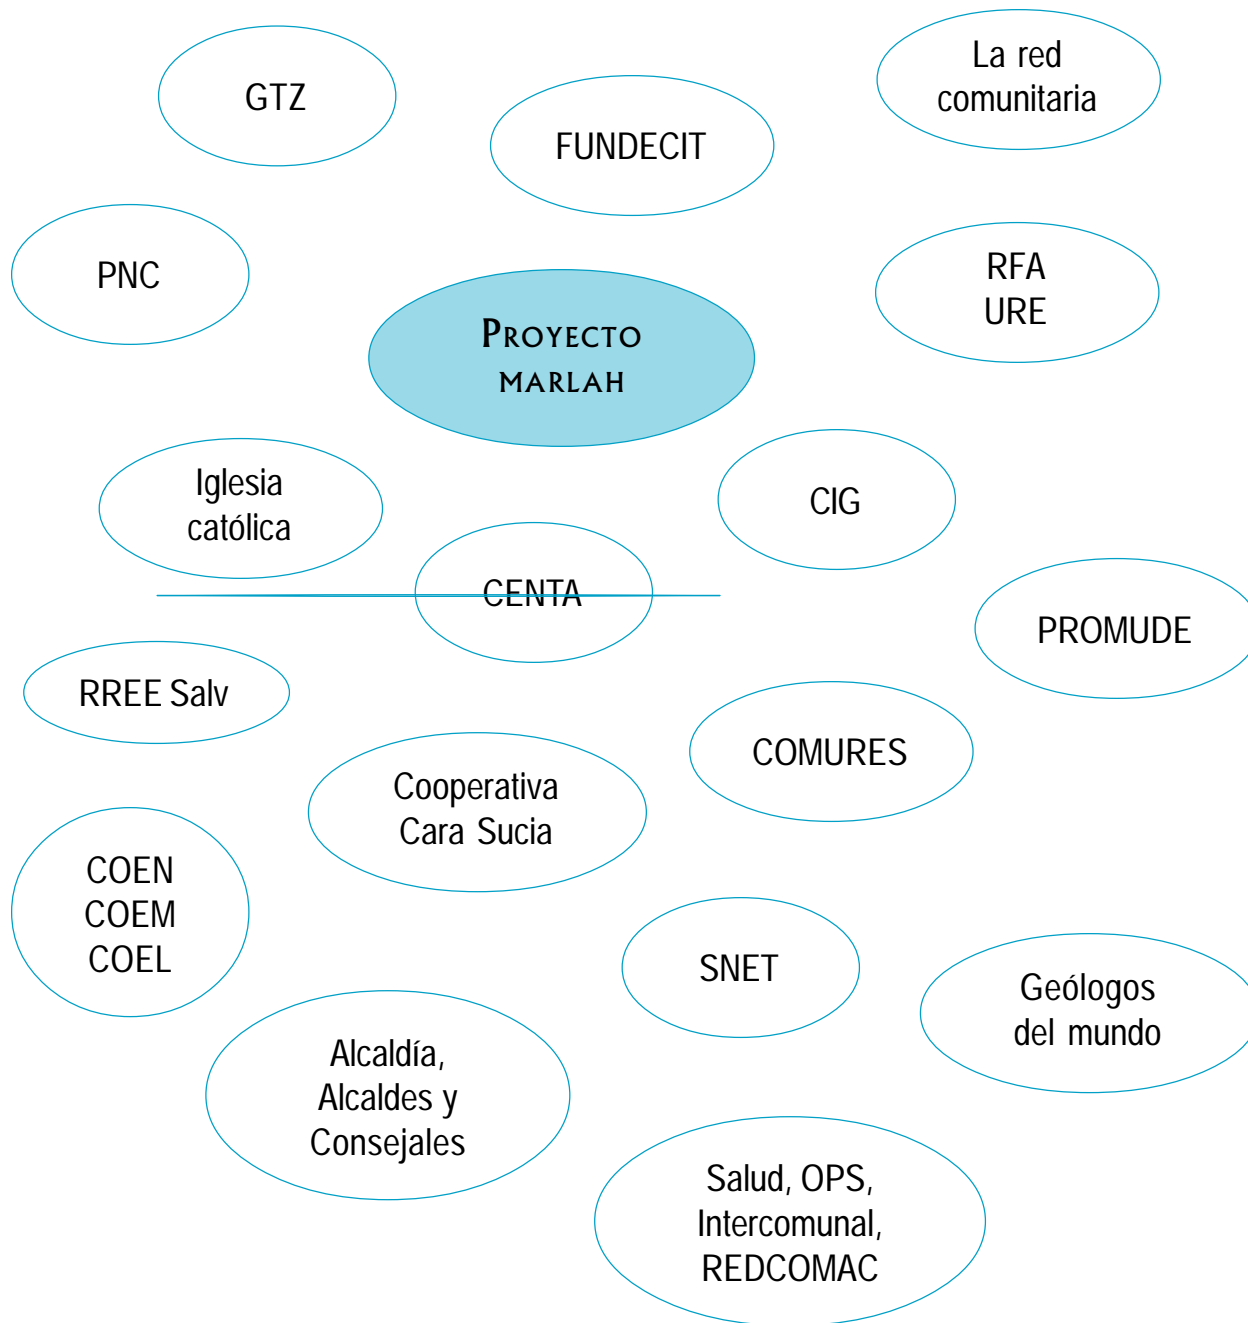 GTZ
La red
comunitaria
FUNDECIT
PNC
RFA
URE
PROYECTO
MARLAH
Iglesia
católica
CIG
CENTA
PROMUDE
RREE Salv
COMURES
Cooperativa
Cara Sucia
COEN
COEM
COEL
SNET
Geólogos
del mundo
Alcaldía,
Alcaldes y
Consejales
Salud, OPS,
Intercomunal,
REDCOMAC